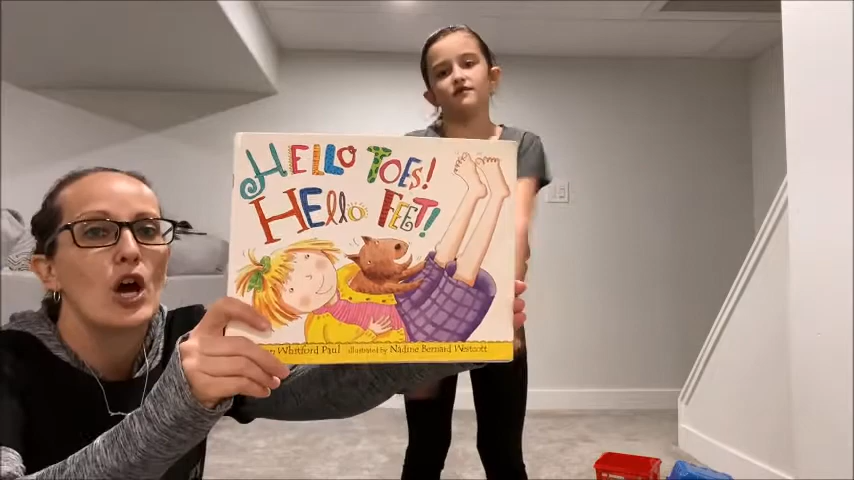 HELLO TOES!
HELLO FEET!
Whitford Paul illustrated by Nadine Bernard Westcott